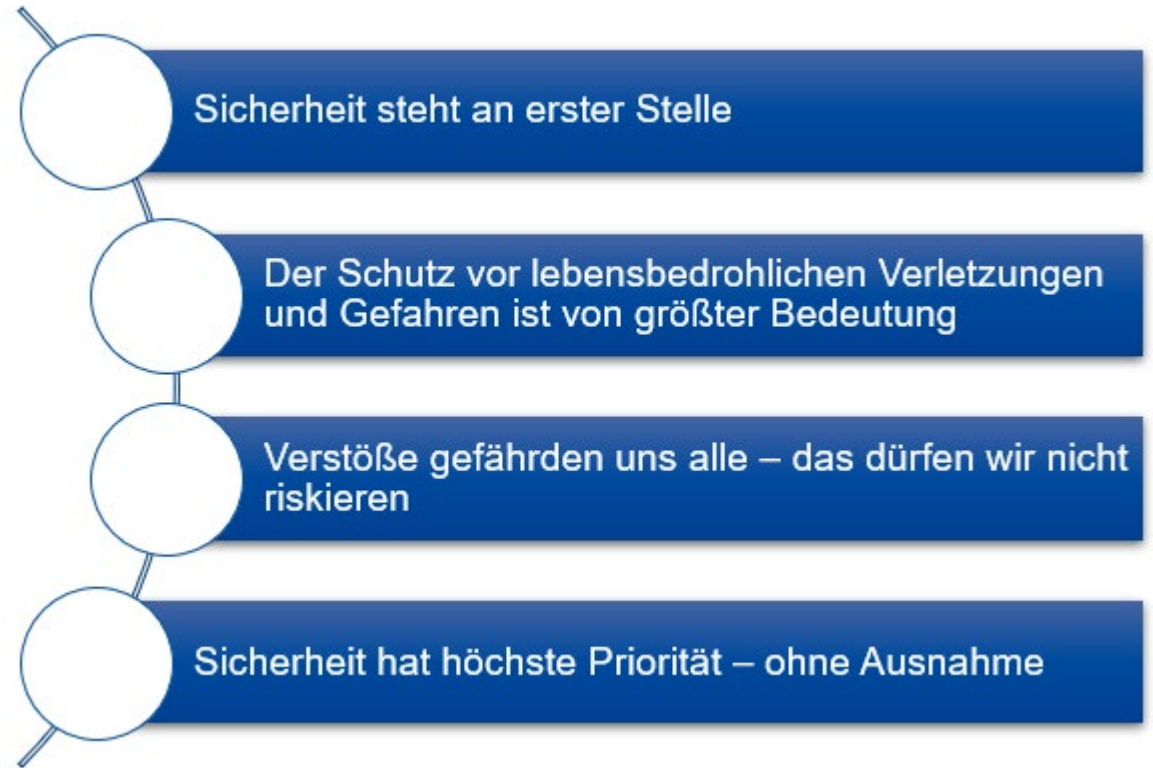 Sicherheit steht an erster Stelle
Der Schutz vor lebensbedrohlichen Verletzungen
und Gefahren ist von größter Bedeutung
Verstöße gefährden uns alle – das dürfen wir nicht
riskieren
Sicherheit hat höchste Priorität – ohne Ausnahme